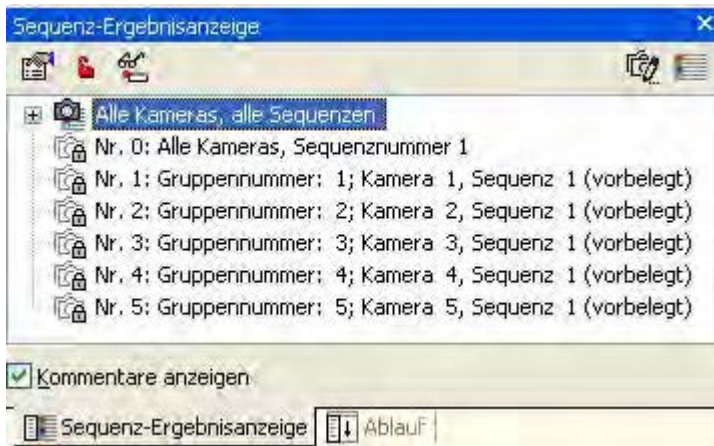 Sequenz-Ergebnisanzeige
Alle Kameras, alle Sequenzen
Nr. 0: Alle Kameras, Sequenznummer 1
Nr. 1: Gruppennummer: 1; Kamera 1, Sequenz 1 (vorbelegt)
Nr. 2: Gruppennummer: 2; Kamera 2, Sequenz 1 (vorbelegt)
Nr. 3: Gruppennummer: 3; Kamera 3, Sequenz 1 (vorbelegt)
Nr. 4: Gruppennummer: 4; Kamera 4, Sequenz 1 (vorbelegt)
Nr. 5: Gruppennummer: 5; Kamera 5, Sequenz 1 (vorbelegt)
Kommentare anzeigen
Sequenz-Ergebnisanzeige Ablauf